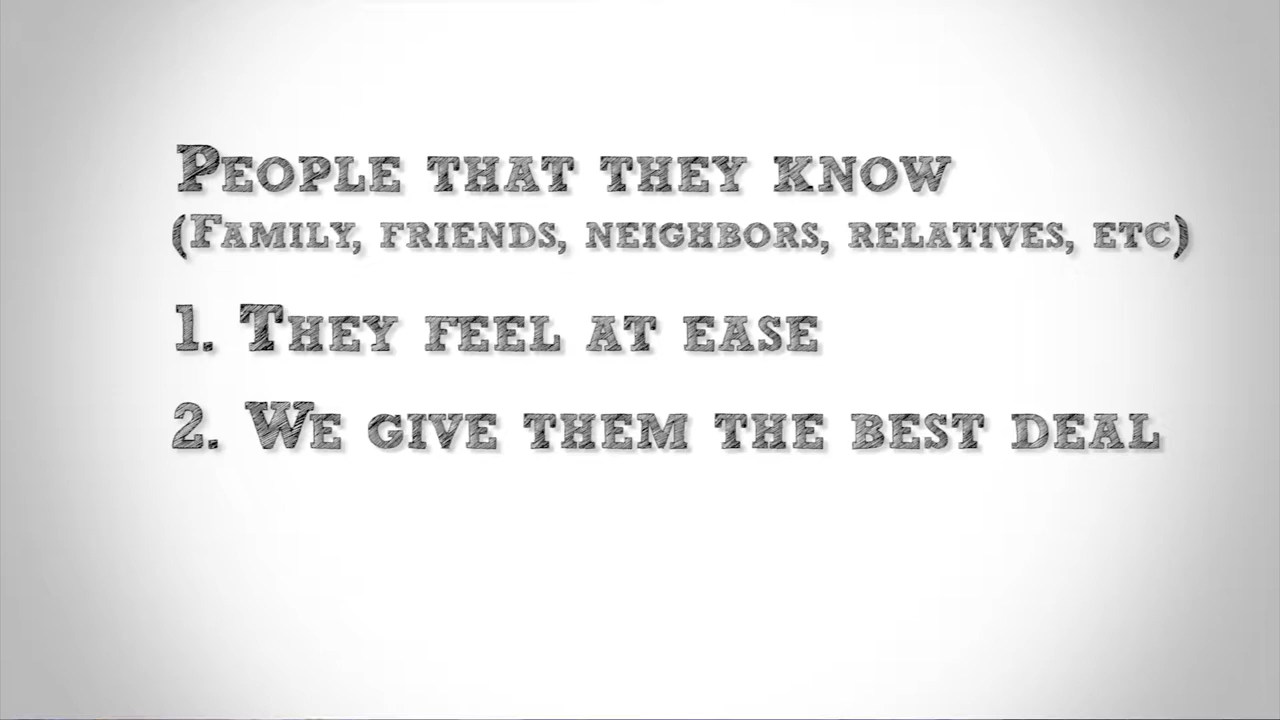 People that they know
(Family, friends, neighbors, relatives, etc)
1. They feel at ease
2. We give them the best deal